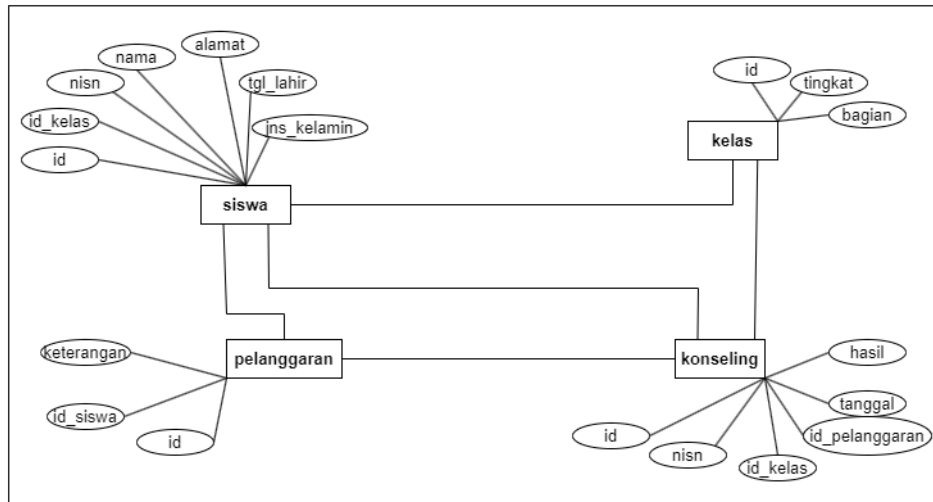 alamat
nama
nisn
tgl_lahir
id_kelas
jns_kelamin
id
siswa
id
tingkat
bagian
kelas
keterangan
pelanggaran
id_siswa
id
konseling
hasil
tanggal
id_pelanggaran
id
nisn
id_kelas